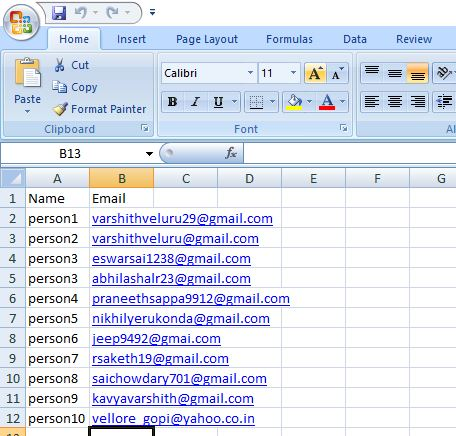 Home Insert Page Layout Formulas Data Review
Cut
Copy
Paste
Format Painter
Clipboard
Calibri 11 A A
B I U A
Font
B13 fx
A B C D E F G
1 Name Email
2 person1 varshithveluru29@gmail.com
3 person2 varshithveluru@gmail.com
4 person3 eswarsai1238@gmail.com
5 person3 abhilashalr23@gmail.com
6 person4 praneethsappa9912@gmail.com
7 person5 nikhilyerukonda@gmail.com
8 person6 jeep9492@gmai.com
9 person7 rsaketh19@gmail.com
10 person8 saichowdary701@gmail.com
11 person9 kavyavarshith@gmail.com
12 person10 vellore_gopi@yahoo.co.in